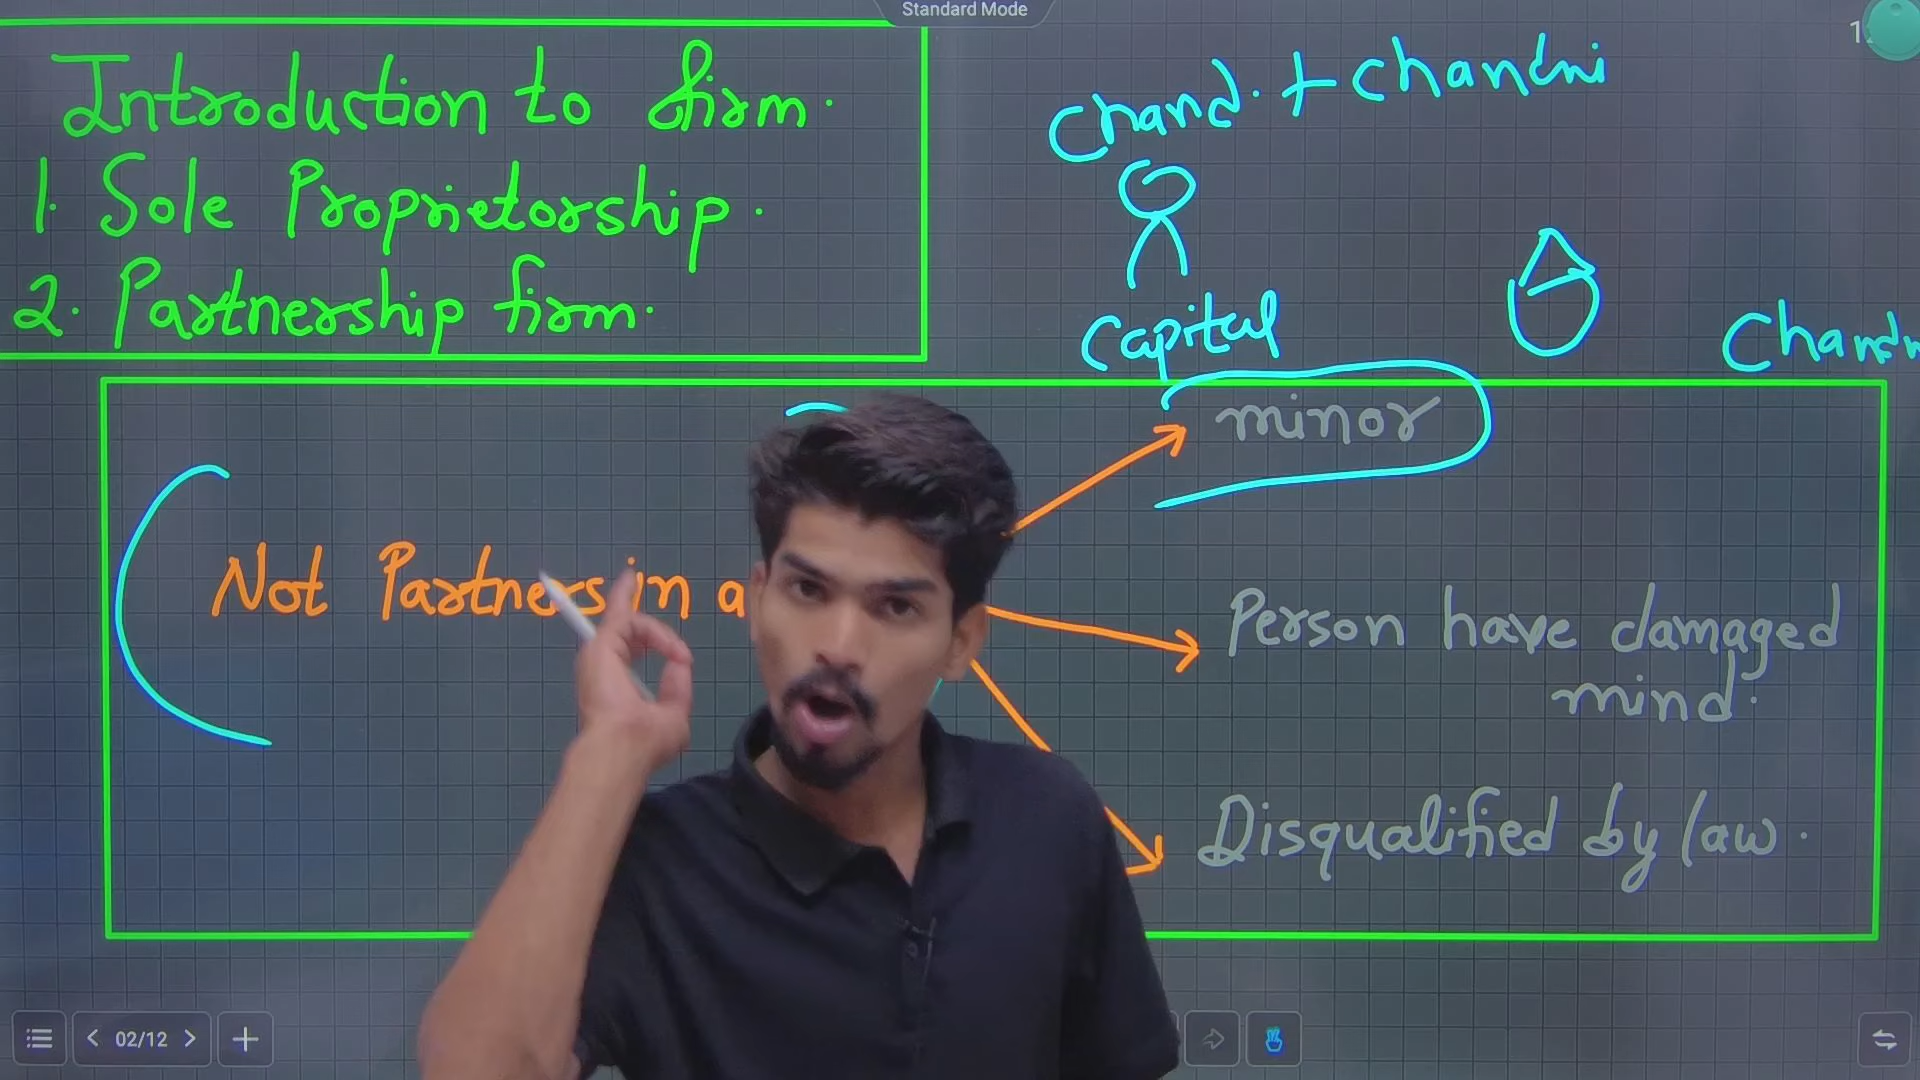 Standard Mode
Introduction to firm.
1. Sole Proprietorship.
2. Partnership firm.
Chand. + Chandni
Capital
minor
Not Partners in a
Person have damaged
mind.
Disqualified by law.
02/12